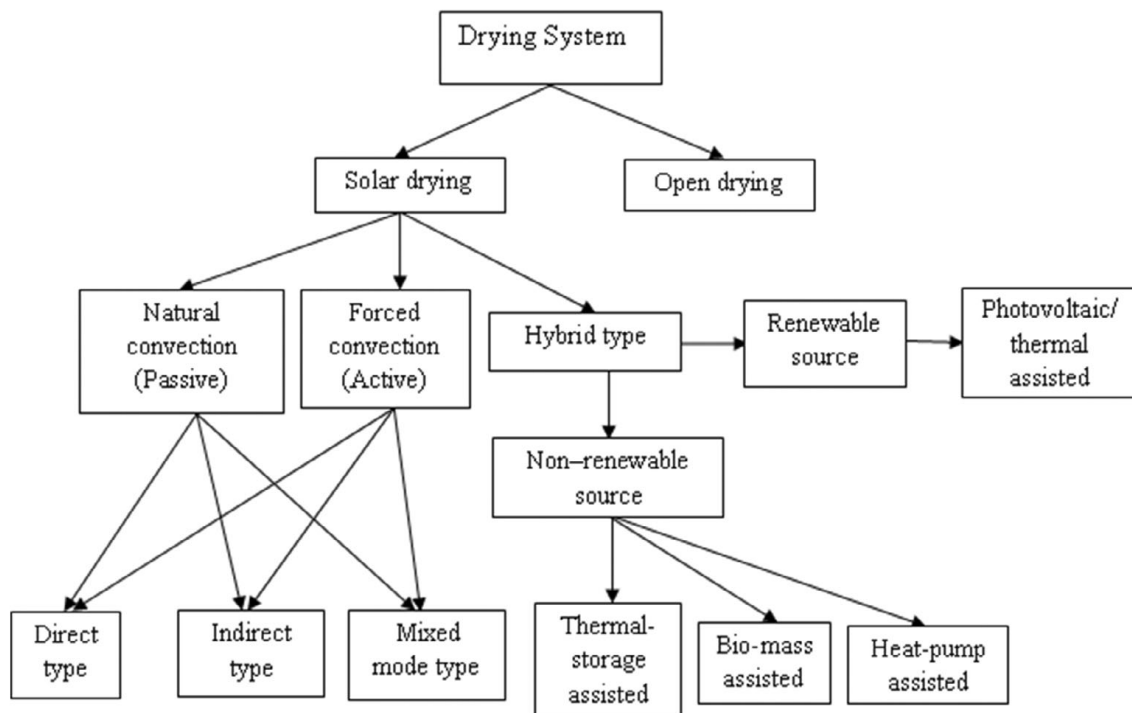 Drying System
Solar drying
Open drying
Natural
convection
(Passive)
Forced
convection
(Active)
Hybrid type
Renewable
source
Photovoltaic/
thermal
assisted
Non–renewable
source
Direct
type
Indirect
type
Mixed
mode type
Thermal-
storage
assisted
Bio-mass
assisted
Heat-pump
assisted